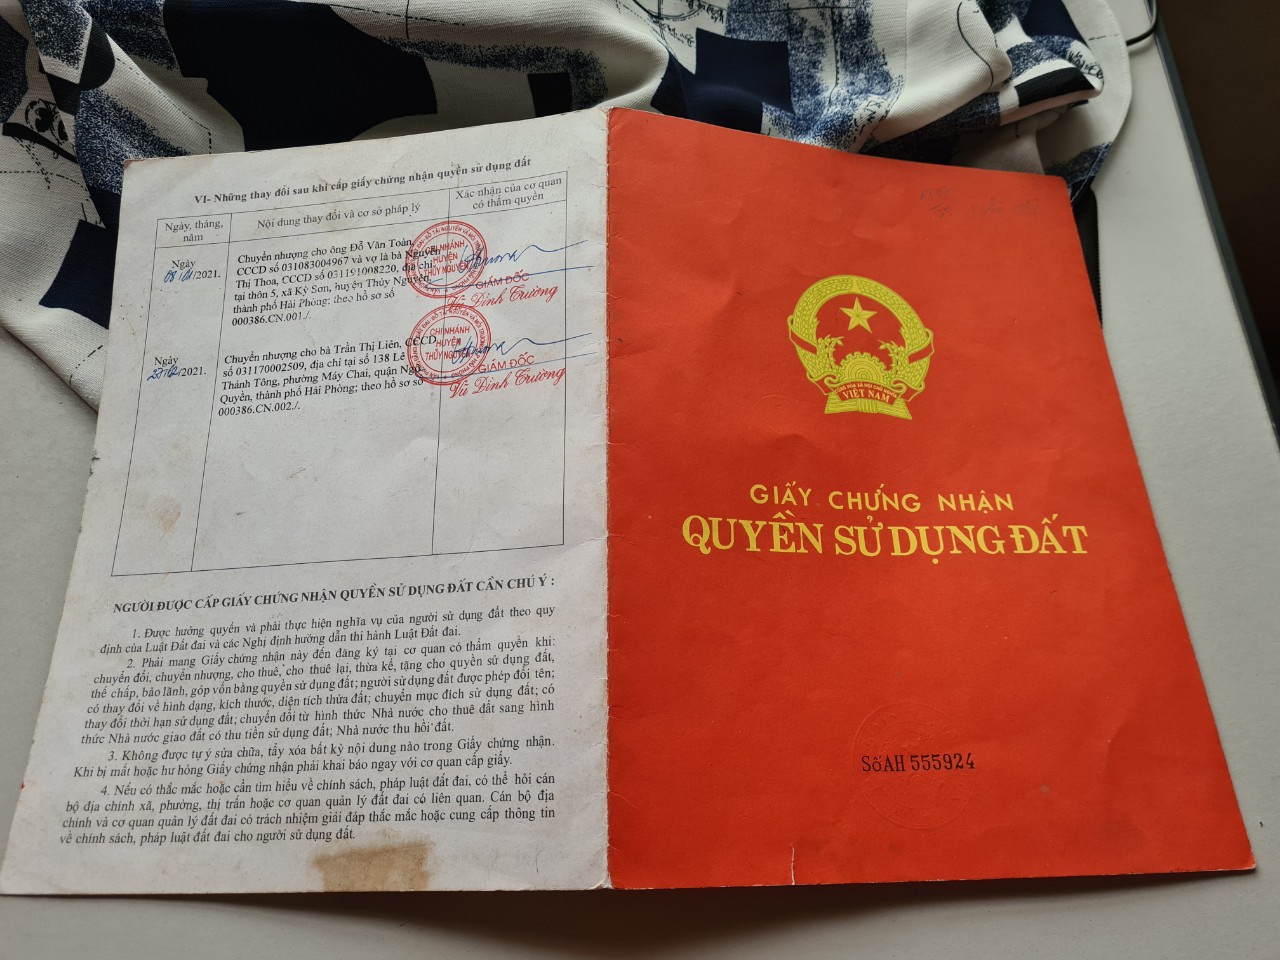 VI- Những thay đổi sau khi cấp giấy chứng nhận quyền sử dụng đất
Ngày, tháng, năm
Nội dung thay đổi và cơ sở pháp lý
Xác nhận của cơ quan
có thẩm quyền
Ngày
08/01/2021.
Chuyển nhượng cho ông Đỗ Văn Toàn,
CCCD số 031083004967 và vợ là bà Nguyễn
Thị Thoa, CCCD số 031191008220, địa chỉ
tại thôn 5, xã Kỳ Sơn, huyện Thủy Nguyên,
thành phố Hải Phòng; theo hồ sơ số
000386.CN.001./.
CHI NHÁNH
HUYỆN
THỦY NGUYÊN
GIÁM ĐỐC
Vũ Đình Trường
Ngày
/2021.
Chuyển nhượng cho bà Trần Thị Liên, CCCD
số 031170002509, địa chỉ tại số 138 Lê
Thánh Tông, phường Máy Chai, quận Ngô
Quyền, thành phố Hải Phòng; theo hồ sơ số
000386.CN.002./.
CHI NHÁNH
HUYỆN
THỦY NGUYÊN
GIÁM ĐỐC
Vũ Đình Trường
NGƯỜI ĐƯỢC CẤP GIẤY CHỨNG NHẬN QUYỀN SỬ DỤNG ĐẤT CẦN CHÚ Ý :
1. Được hưởng quyền và phải thực hiện nghĩa vụ của người sử dụng đất theo quy
định của Luật Đất đai và các Nghị định hướng dẫn thi hành Luật Đất đai.
2. Phải mang Giấy chứng nhận này đến đăng ký tại cơ quan có thẩm quyền khi:
chuyển đổi, chuyển nhượng, cho thuê, cho thuê lại, thừa kế, tặng cho quyền sử dụng đất,
thế chấp, bảo lãnh, góp vốn bằng quyền sử dụng đất; người sử dụng đất được phép đổi tên;
có thay đổi về hình dạng, kích thước, diện tích thửa đất; chuyển mục đích sử dụng đất; có
thay đổi thời hạn sử dụng đất; chuyển đổi từ hình thức Nhà nước cho thuê đất sang hình
thức Nhà nước giao đất có thu tiền sử dụng đất; Nhà nước thu hồi đất.
3. Không được tự ý sửa chữa, tẩy xóa bất kỳ nội dung nào trong Giấy chứng nhận.
Khi bị mất hoặc hư hỏng Giấy chứng nhận phải khai báo ngay với cơ quan cấp giấy.
4. Nếu có thắc mắc hoặc cần tìm hiểu về chính sách, pháp luật đất đai, có thể hỏi cán
bộ địa chính xã, phường, thị trấn hoặc cơ quan quản lý đất đai có liên quan. Cán bộ địa
chính và cơ quan quản lý đất đai có trách nhiệm giải đáp thắc mắc hoặc cung cấp thông tin
về chính sách, pháp luật đất đai cho người sử dụng đất.
CỘNG HÒA XÃ HỘI CHỦ NGHĨA
VIỆT NAM
GIẤY CHỨNG NHẬN
QUYỀN SỬ DỤNG ĐẤT
Số AH 555924